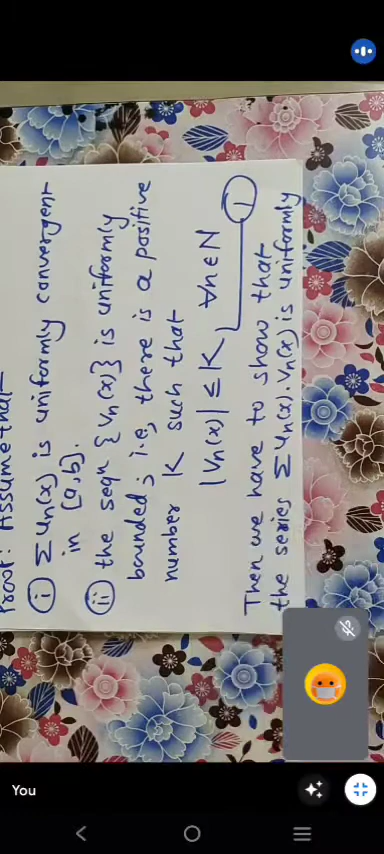 Proof: Assume that
(i) Σ un(x) is uniformly convergent
in [a,b].
(ii) the seqn {vn(x)} is uniformly
bounded; i.e, there is a positive
number K such that
|vn(x)| ≤ K, ∀n∈N ——— (1)
Then we have to show that
the series Σ un(x).vn(x) is uniformly
You